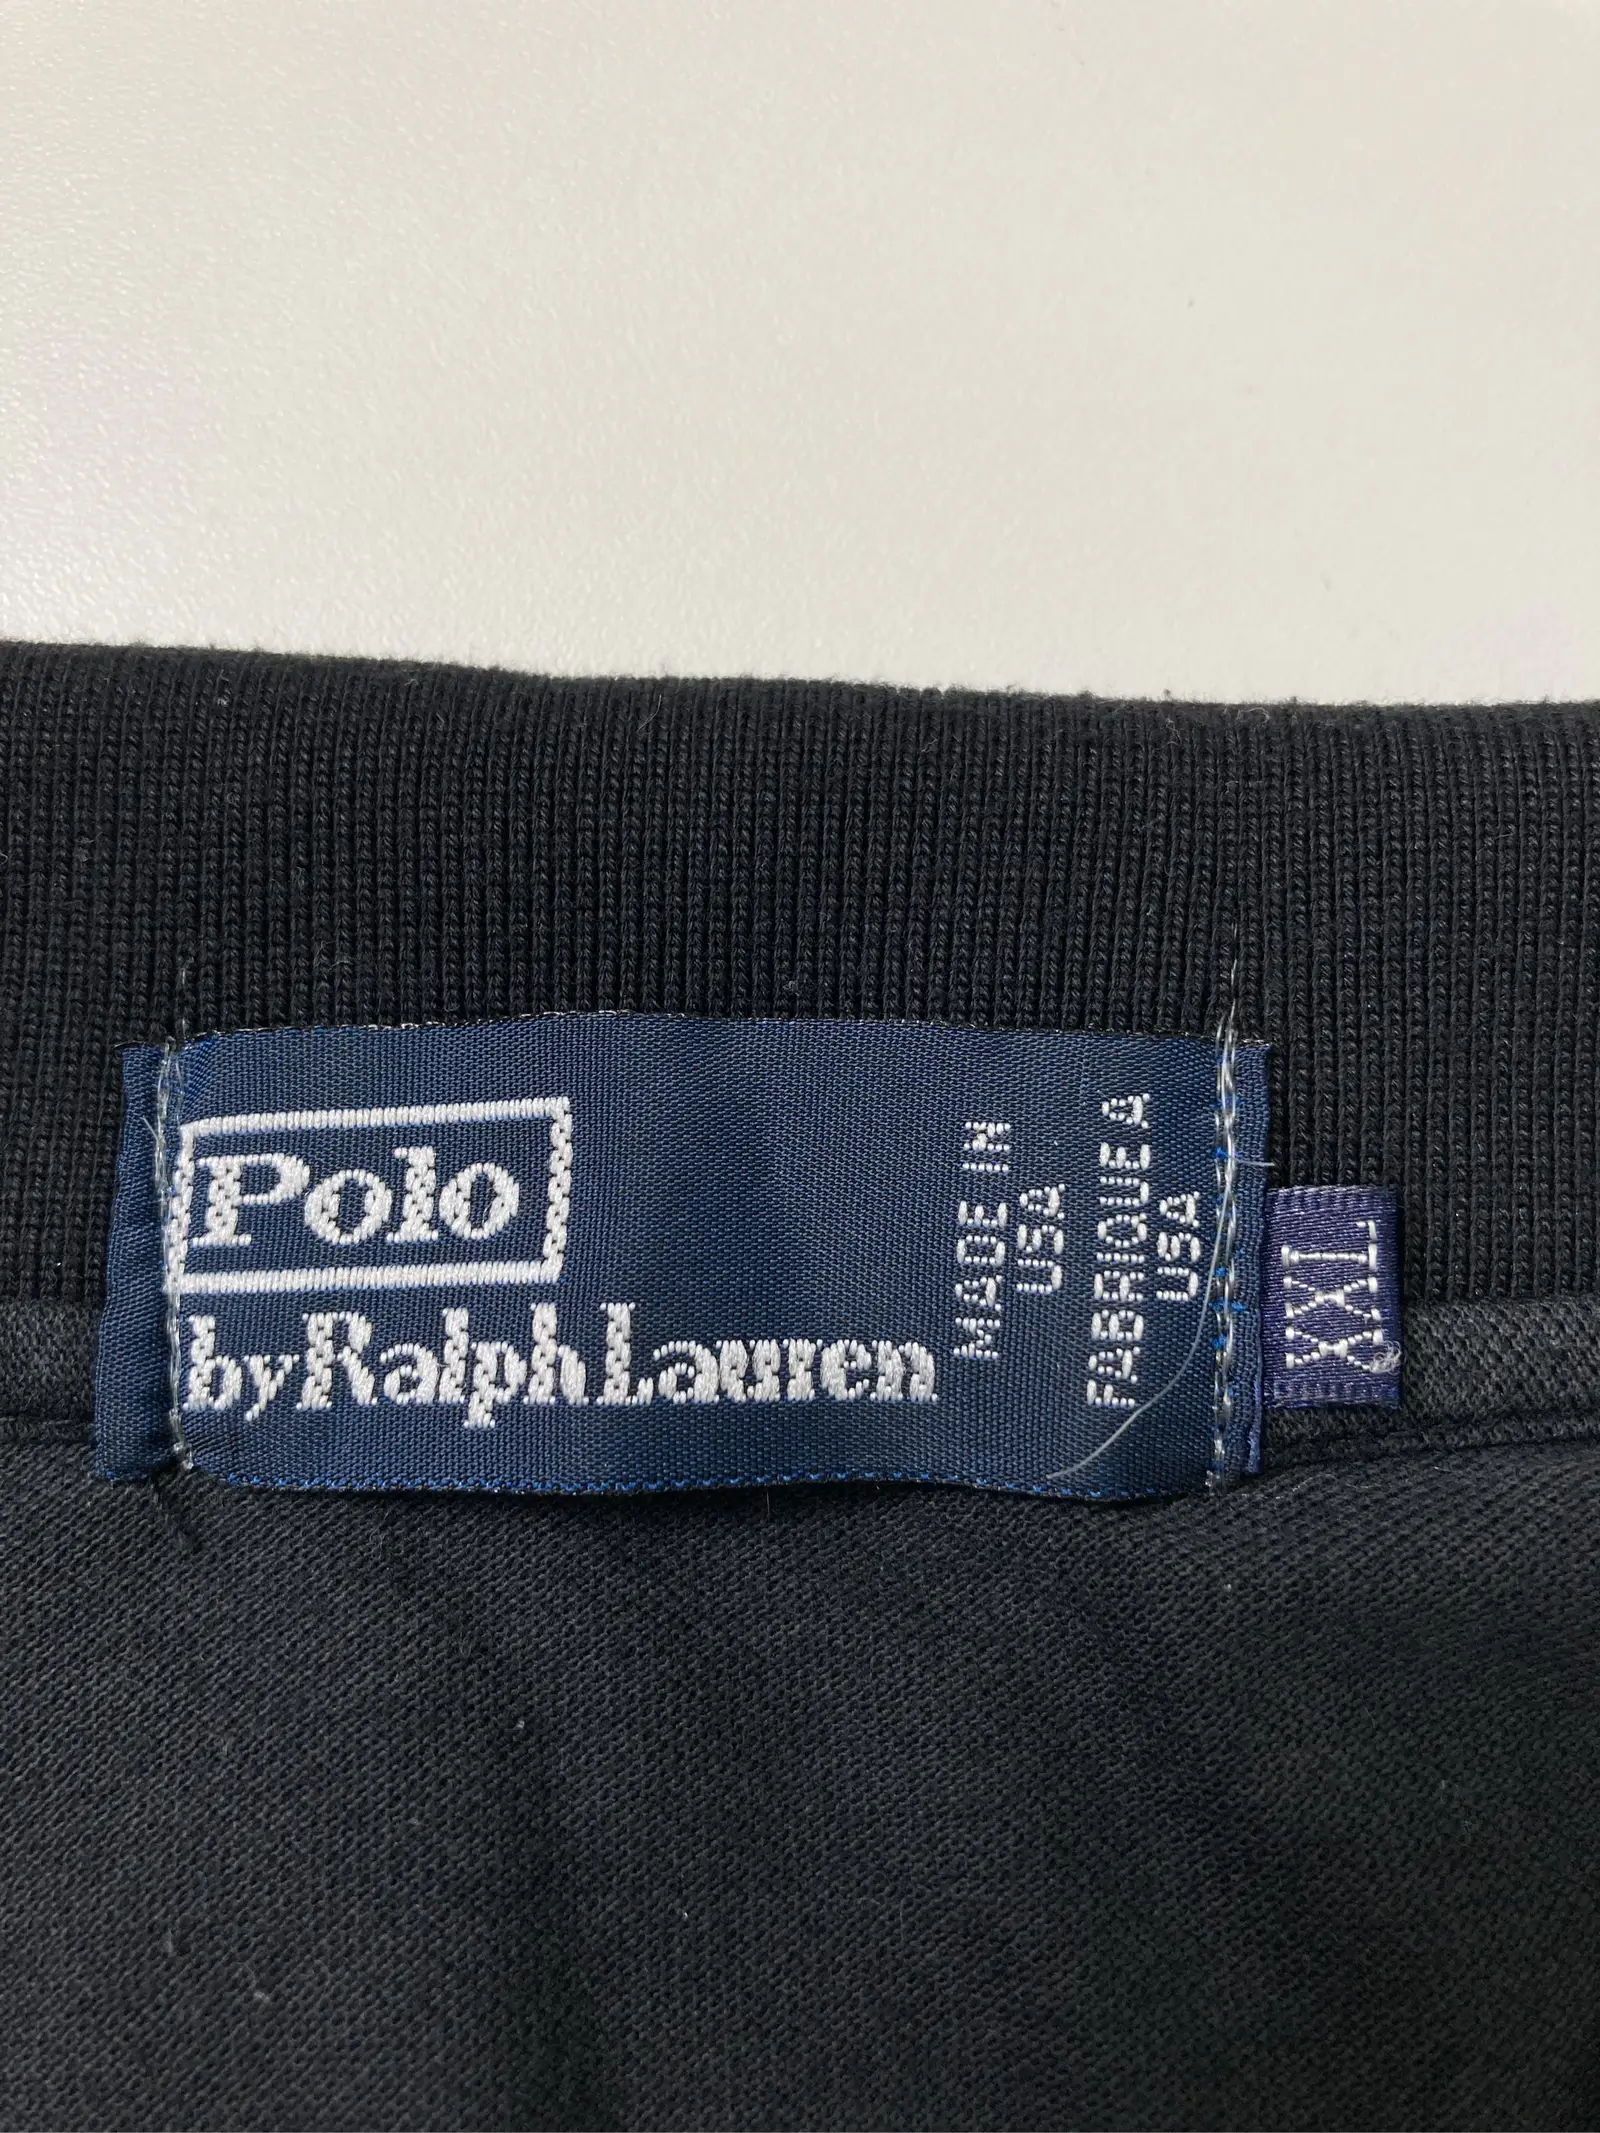 Polo
by Ralph Lauren
MADE IN
USA
FABRIQUE A
USA
XXL